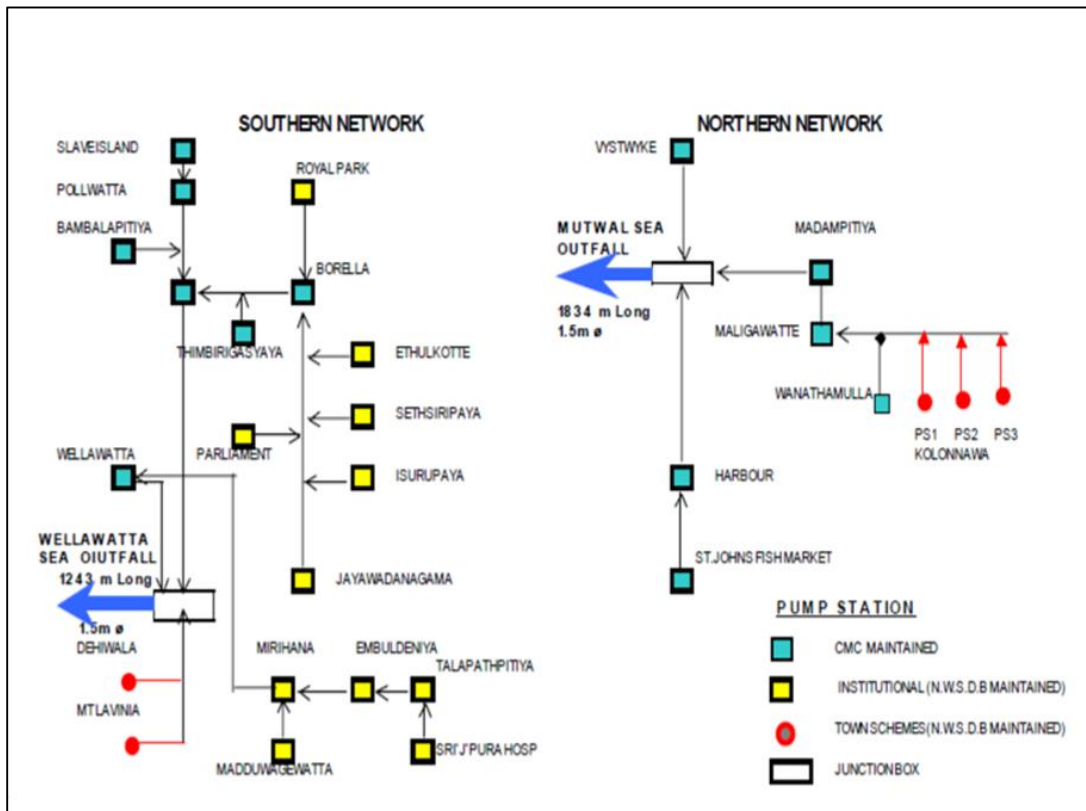 SOUTHERN NETWORK
NORTHERN NETWORK
SLAVEISLAND
POLLWATTA
BAMBALAPITIYA
ROYAL PARK
BORELLA
THIMBIRIGASYAYA
ETHULKOTTE
SETHSIRIPAYA
PARLIAMENT
ISURUPAYA
WELLAWATTA
WELLAWATTA
SEA OIUTFALL
1243 m Long
1.5m ø
DEHIWALA
MTLAVINIA
JAYAWADANAGAMA
MIRIHANA
EMBULDENIYA
TALAPATHPITIYA
MADDUWAGEWATTA
SRI'J'PURA HOSP
VYSTWYKE
MUTWAL SEA
OUTFALL
1834 m Long
1.5m ø
MADAMPITIYA
MALIGAWATTE
WANATHAMULLA
PS1 PS2 PS3
KOLONNAWA
HARBOUR
ST.JOHNS FISH MARKET
PUMP STATION
CMC MAINTAINED
INSTITUTIONAL (N.W.S.D.B MAINTAINED)
TOWN SCHEMES (N.W.S.D.B MAINTAINED)
JUNCTION BOX